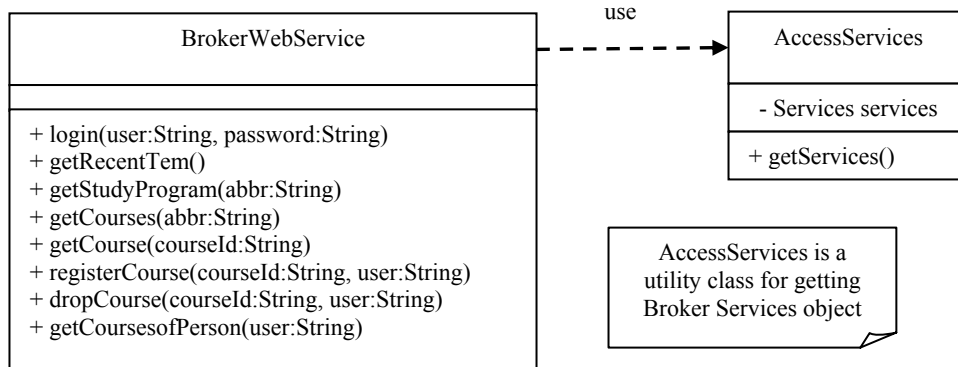 BrokerWebService
+ login(user:String, password:String)
+ getRecentTem()
+ getStudyProgram(abbr:String)
+ getCourses(abbr:String)
+ getCourse(courseId:String)
+ registerCourse(courseId:String, user:String)
+ dropCourse(courseId:String, user:String)
+ getCoursesofPerson(user:String)
use
AccessServices
- Services services
+ getServices()
AccessServices is a
utility class for getting
Broker Services object